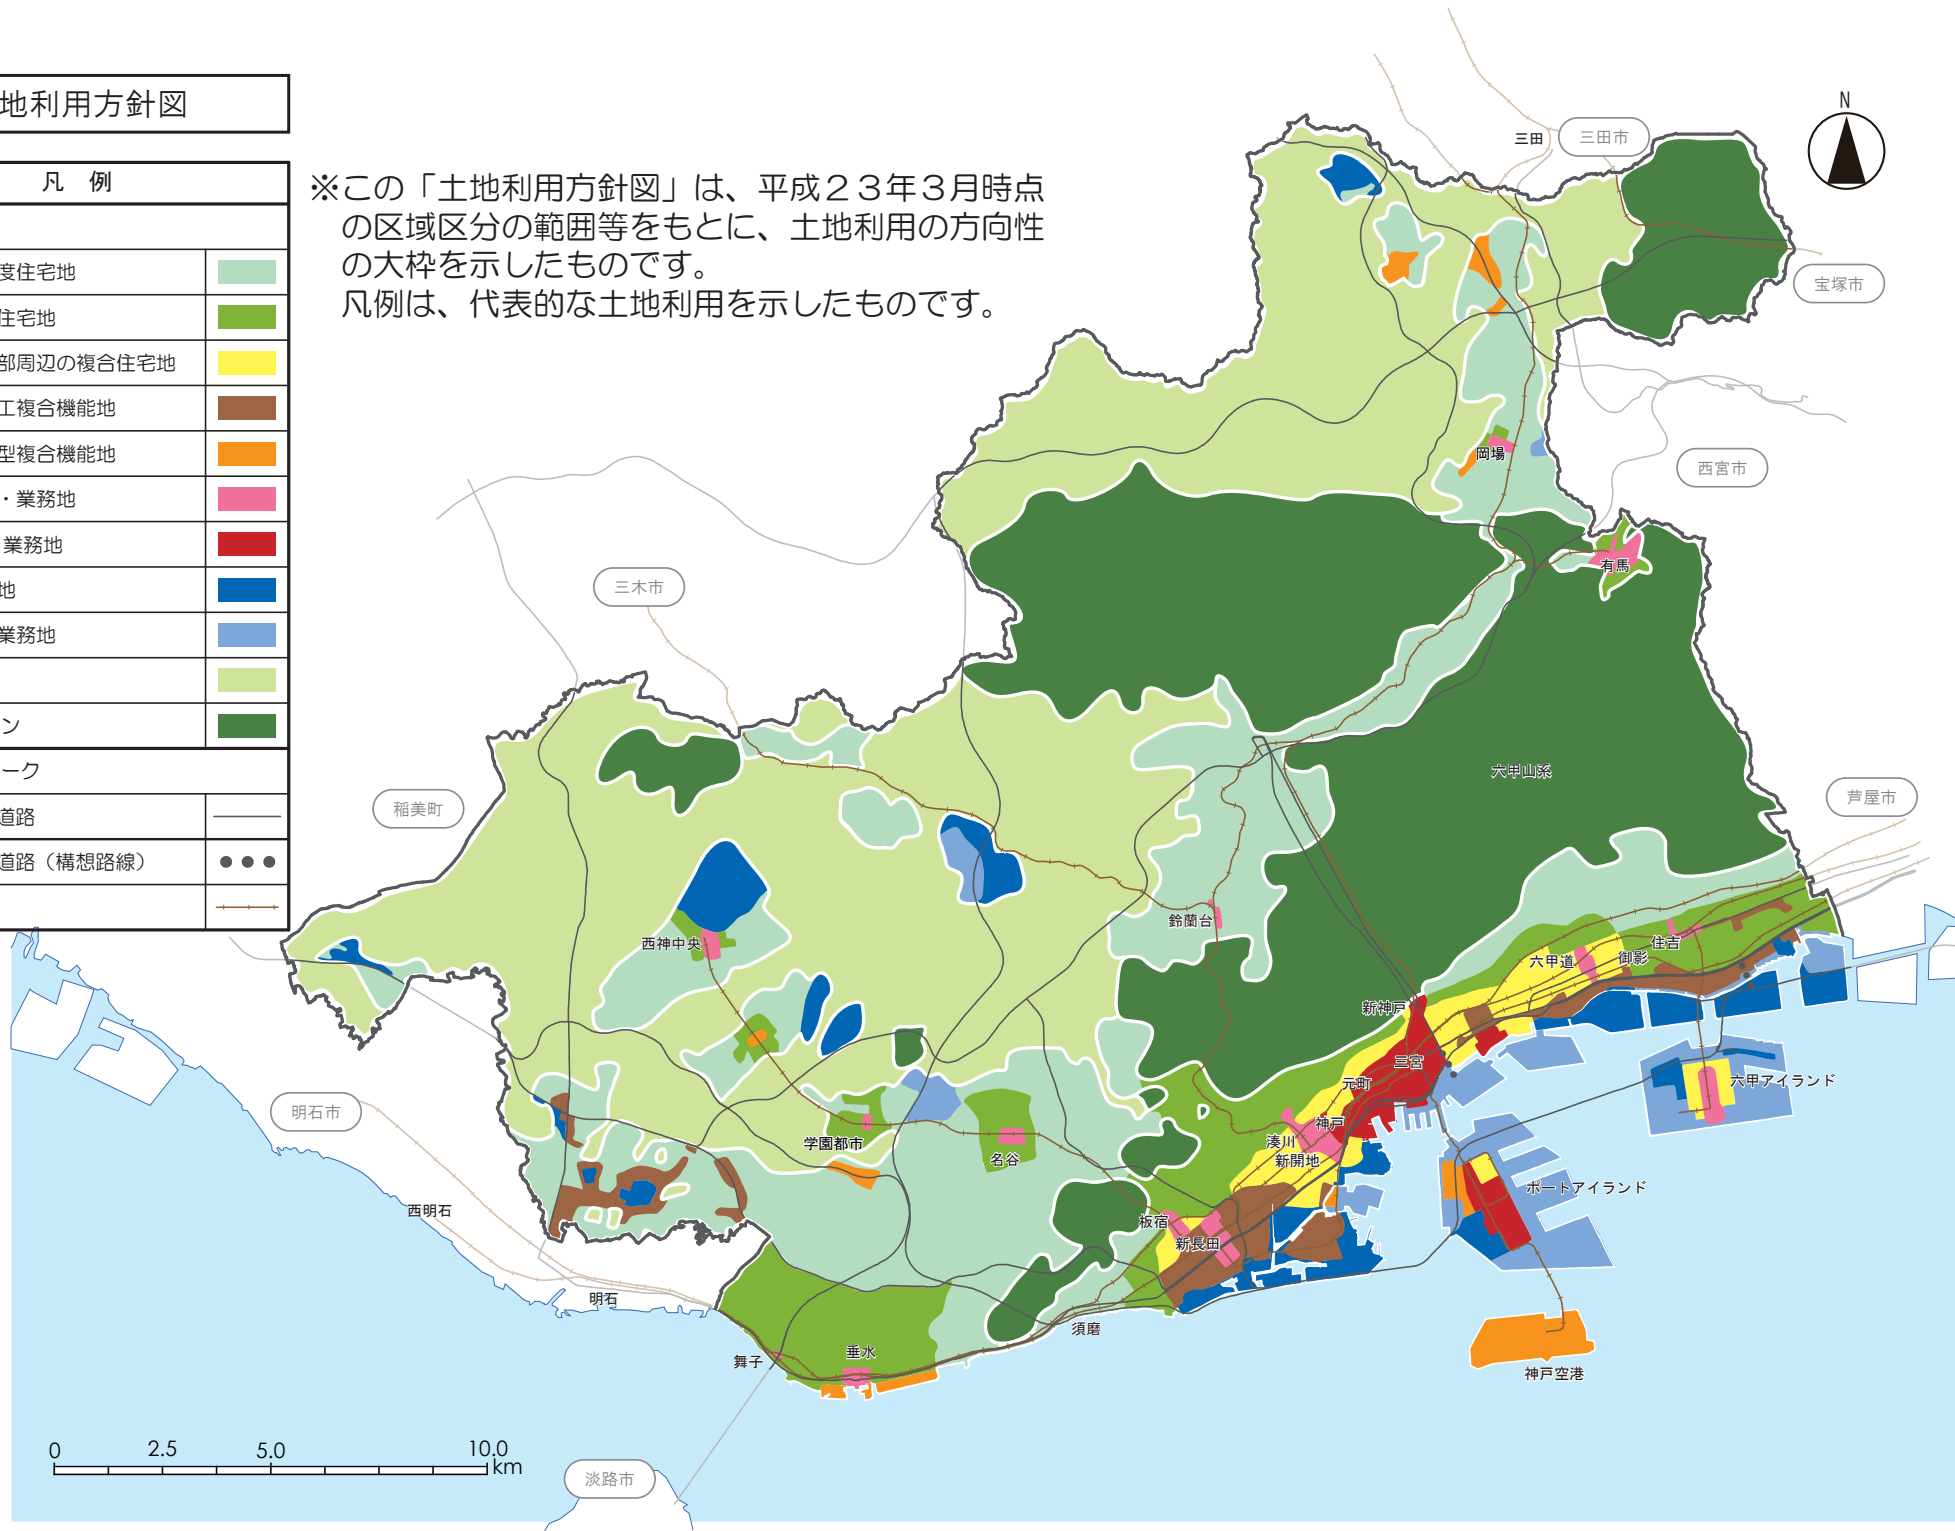 地利用方針図
凡 例
度住宅地
住宅地
部周辺の複合住宅地
工複合機能地
型複合機能地
・業務地
業務地
地
業務地
ン
ーク
道路
道路（構想路線）
※この「土地利用方針図」は、平成２３年３月時点
の区域区分の範囲等をもとに、土地利用の方向性
の大枠を示したものです。
凡例は、代表的な土地利用を示したものです。
N
三田
三田市
宝塚市
岡場
西宮市
有馬
三木市
六甲山系
稲美町
芦屋市
鈴蘭台
西神中央
住吉
御影
六甲道
新神戸
三宮
元町
六甲アイランド
明石市
神戸
湊川
新開地
学園都市
名谷
ポートアイランド
西明石
板宿
新長田
明石
須磨
舞子
垂水
神戸空港
0 2.5 5.0 10.0
km
淡路市